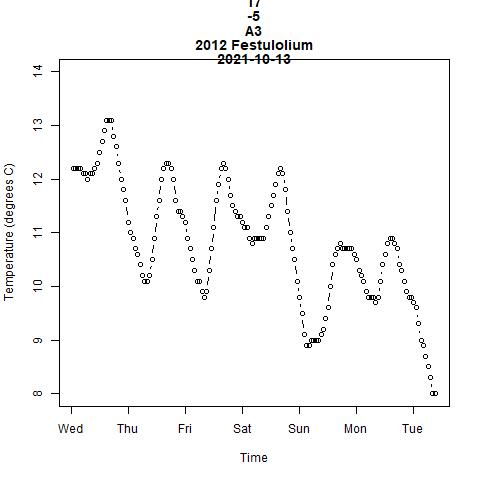 17
-5
A3
2012 Festulolium
2021-10-13
14
13
12
11
10
9
8
Temperature (degrees C)
Wed Thu Fri Sat Sun Mon Tue
Time